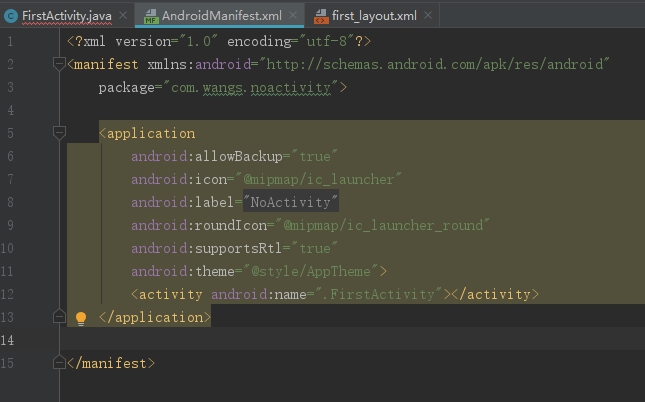 FirstActivity.java × AndroidManifest.xml × first_layout.xml ×
1 <?xml version="1.0" encoding="utf-8"?>
2 <manifest xmlns:android="http://schemas.android.com/apk/res/android"
3 package="com.wangs.noactivity">
4
5 <application
6 android:allowBackup="true"
7 android:icon="@mipmap/ic_launcher"
8 android:label="NoActivity"
9 android:roundIcon="@mipmap/ic_launcher_round"
10 android:supportsRtl="true"
11 android:theme="@style/AppTheme">
12 <activity android:name=".FirstActivity"></activity>
13 </application>
14
15 </manifest>